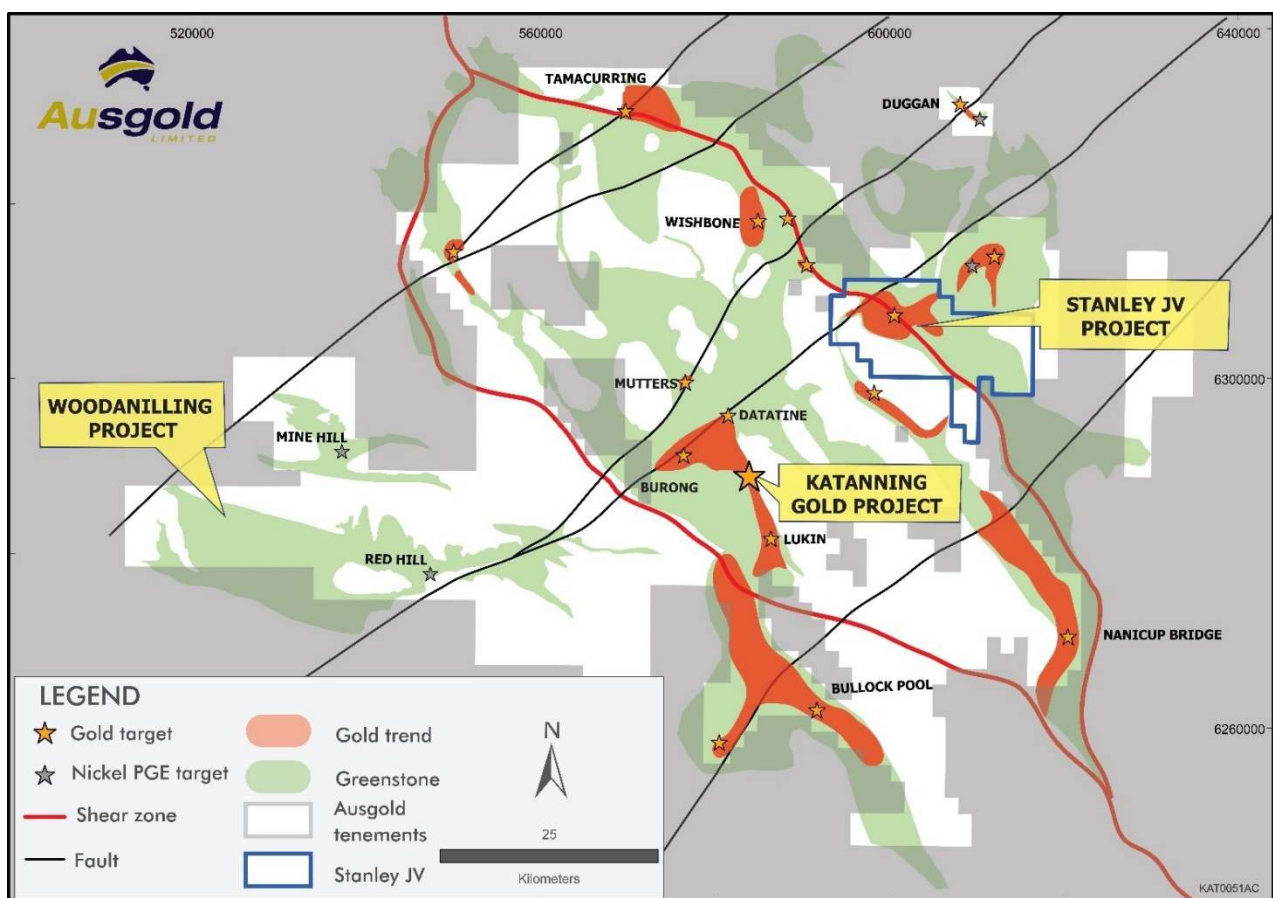 520000
560000
600000
640000
Ausgold
LIMITED
TAMACURRING
DUGGAN
WISHBONE
STANLEY JV
PROJECT
6300000
MUTTERS
WOODANILLING
PROJECT
DATATINE
MINE HILL
BURONG
KATANNING
GOLD PROJECT
LUKIN
RED HILL
NANICUP BRIDGE
BULLOCK POOL
6260000
LEGEND
Gold target
Nickel PGE target
Shear zone
Fault
Gold trend
Greenstone
Ausgold
tenements
Stanley JV
N
25
Kilometers
KAT0051AC